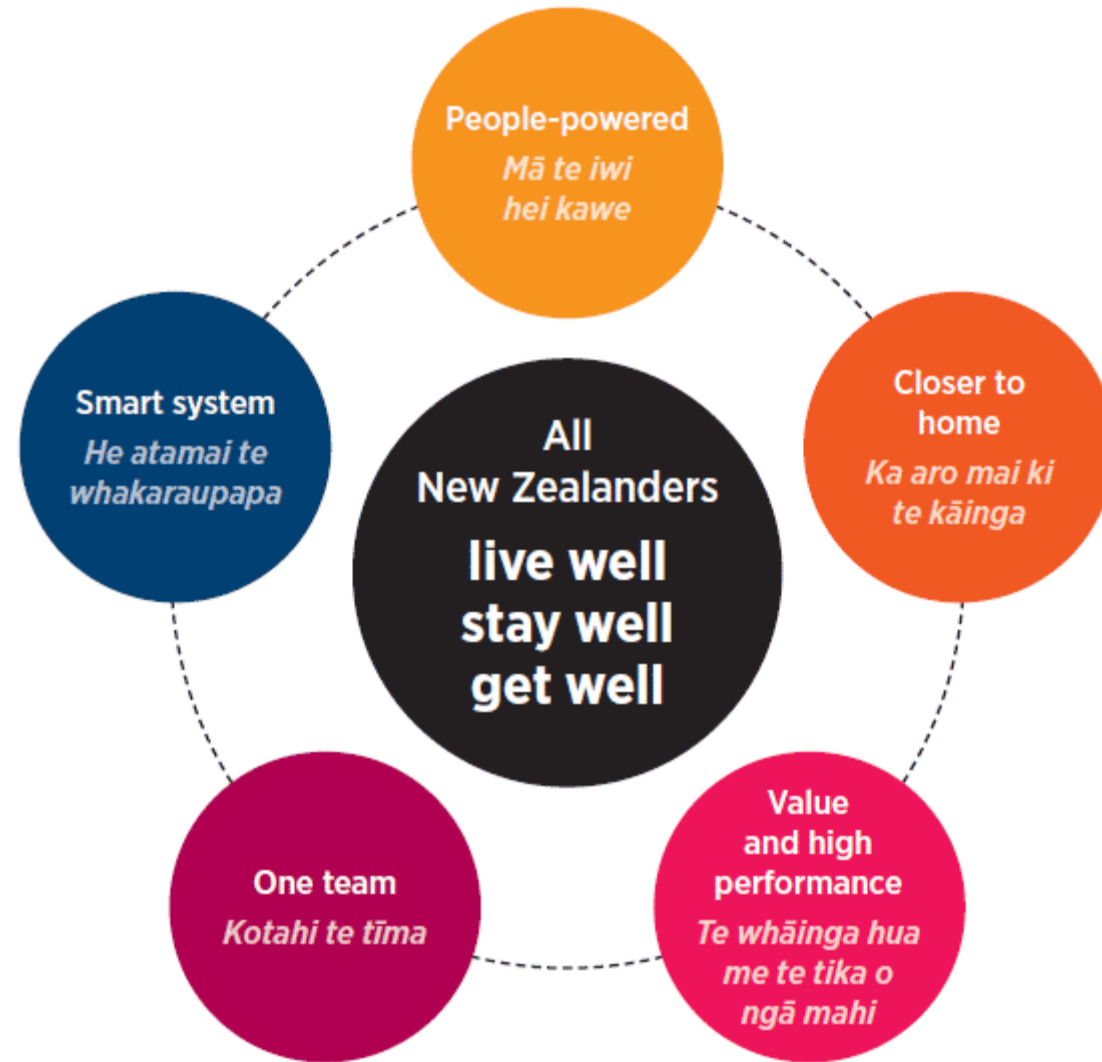 People-powered
Mā te iwi
hei kawe
Closer to
home
Ka aro mai ki
te kāinga
Value
and high
performance
Te whāinga hua
me te tika o
ngā mahi
One team
Kotahi te tīma
Smart system
He atamai te
whakaraupapa
All
New Zealanders
live well
stay well
get well